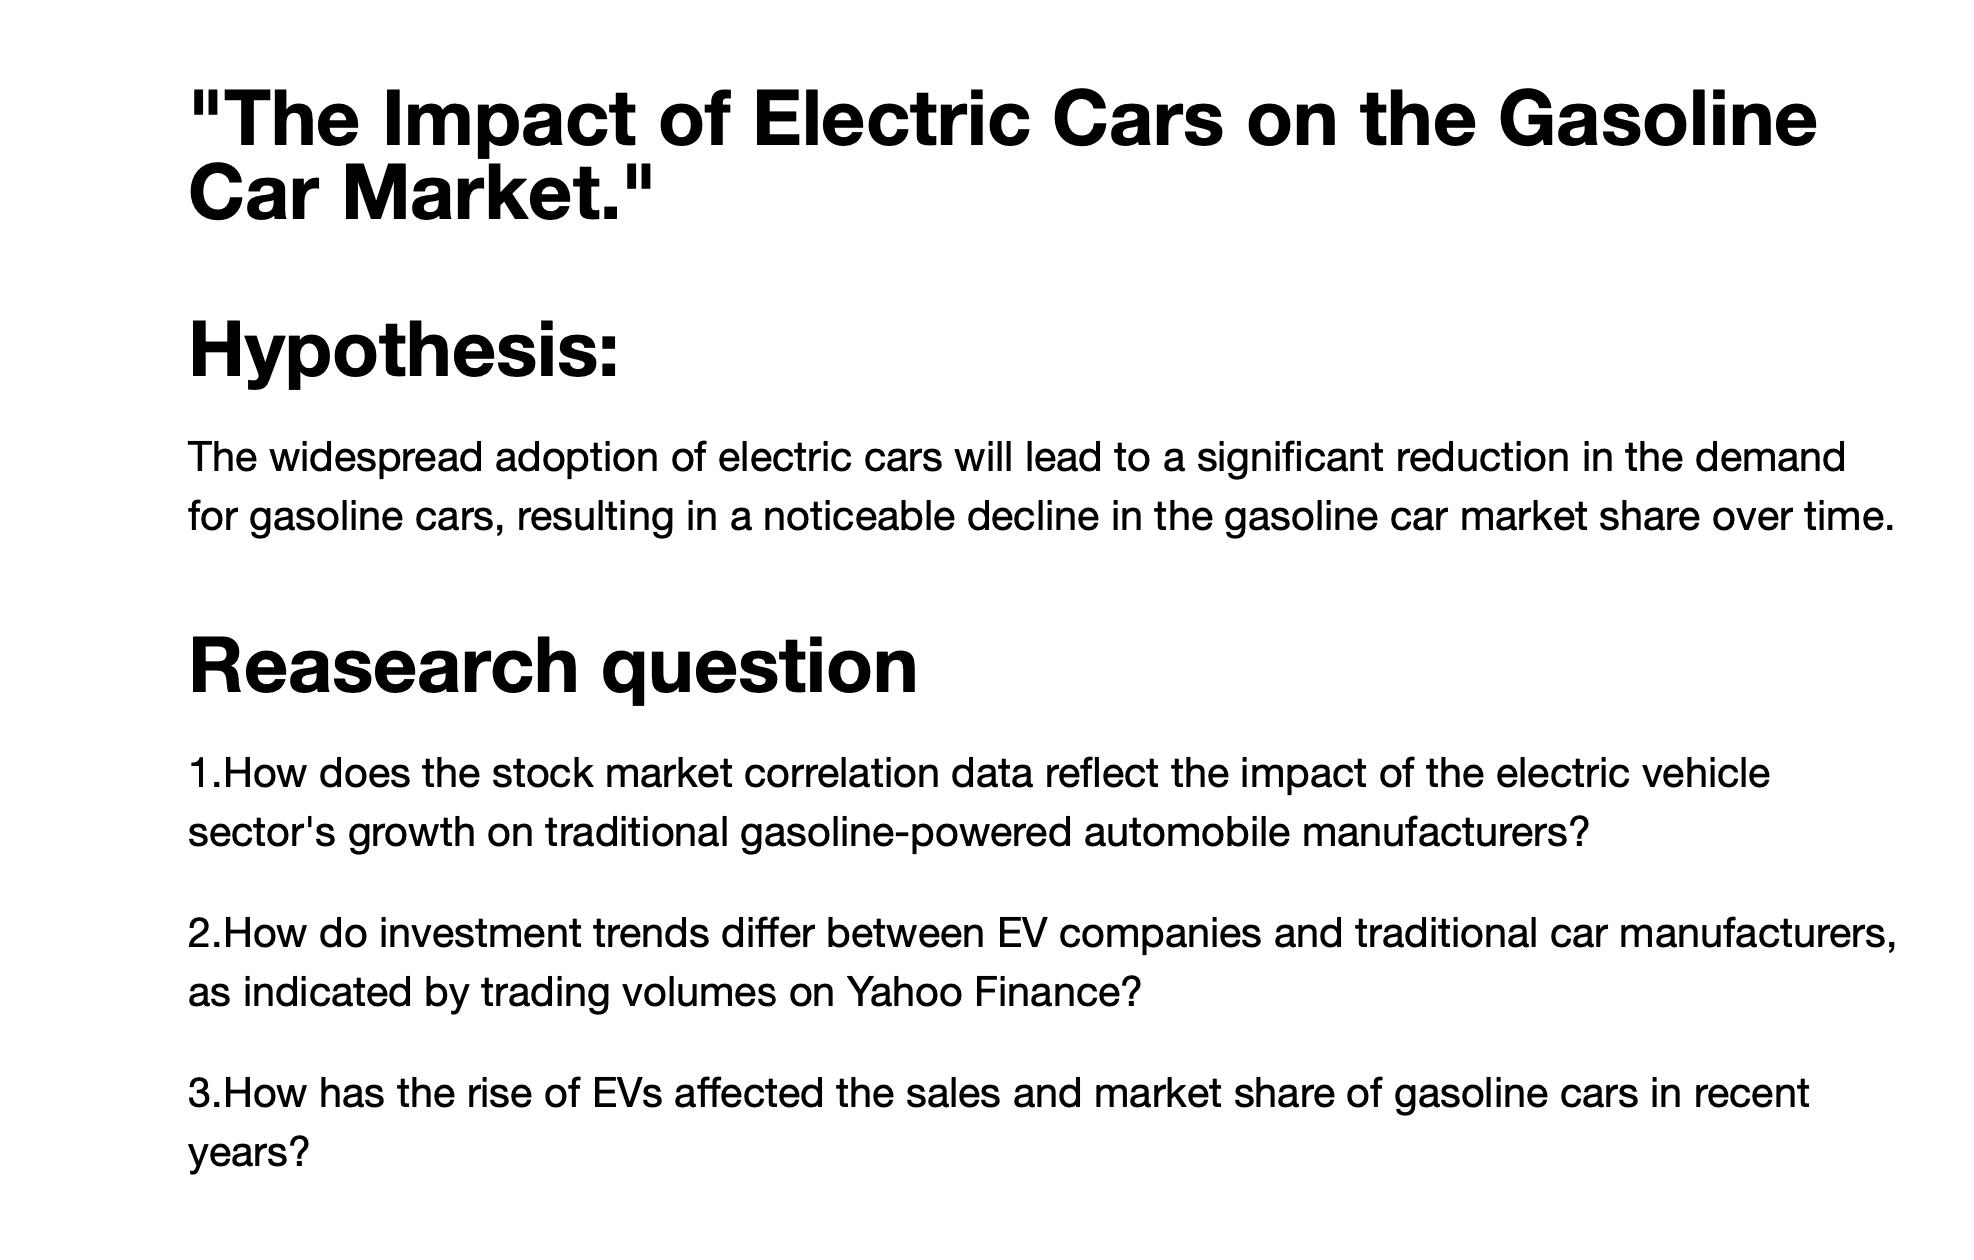 "The Impact of Electric Cars on the Gasoline
Car Market."
Hypothesis:
The widespread adoption of electric cars will lead to a significant reduction in the demand
for gasoline cars, resulting in a noticeable decline in the gasoline car market share over time.
Reasearch question
1.How does the stock market correlation data reflect the impact of the electric vehicle
sector's growth on traditional gasoline-powered automobile manufacturers?
2.How do investment trends differ between EV companies and traditional car manufacturers,
as indicated by trading volumes on Yahoo Finance?
3.How has the rise of EVs affected the sales and market share of gasoline cars in recent
years?